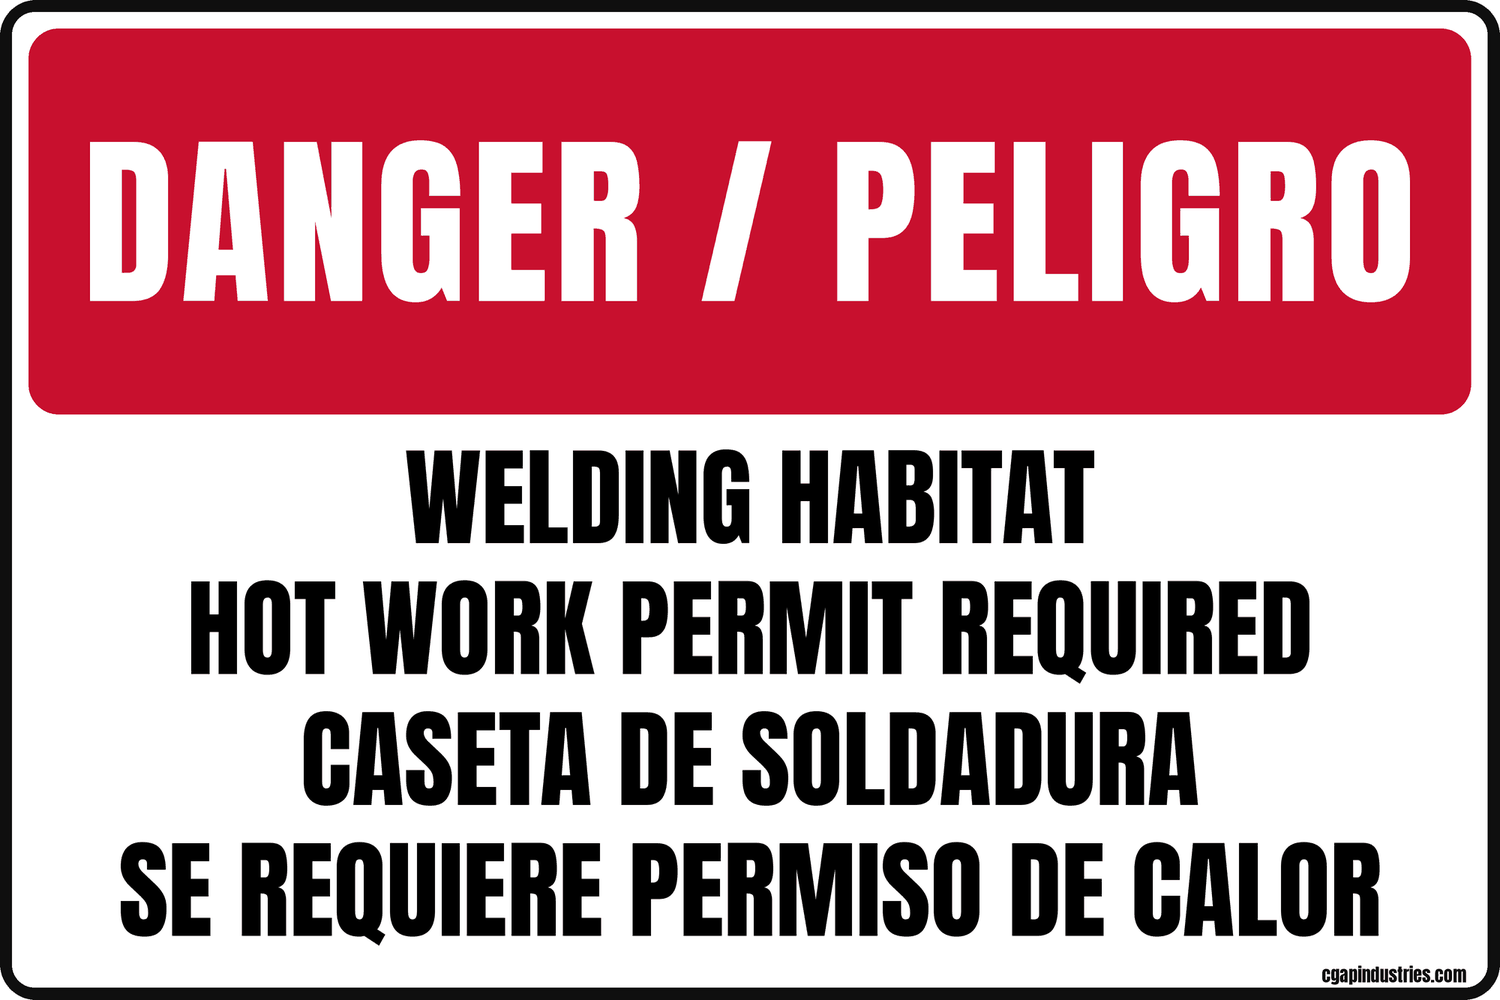 DANGER / PELIGRO
WELDING HABITAT
HOT WORK PERMIT REQUIRED
CASETA DE SOLDADURA
SE REQUIERE PERMISO DE CALOR
cgapindustries.com